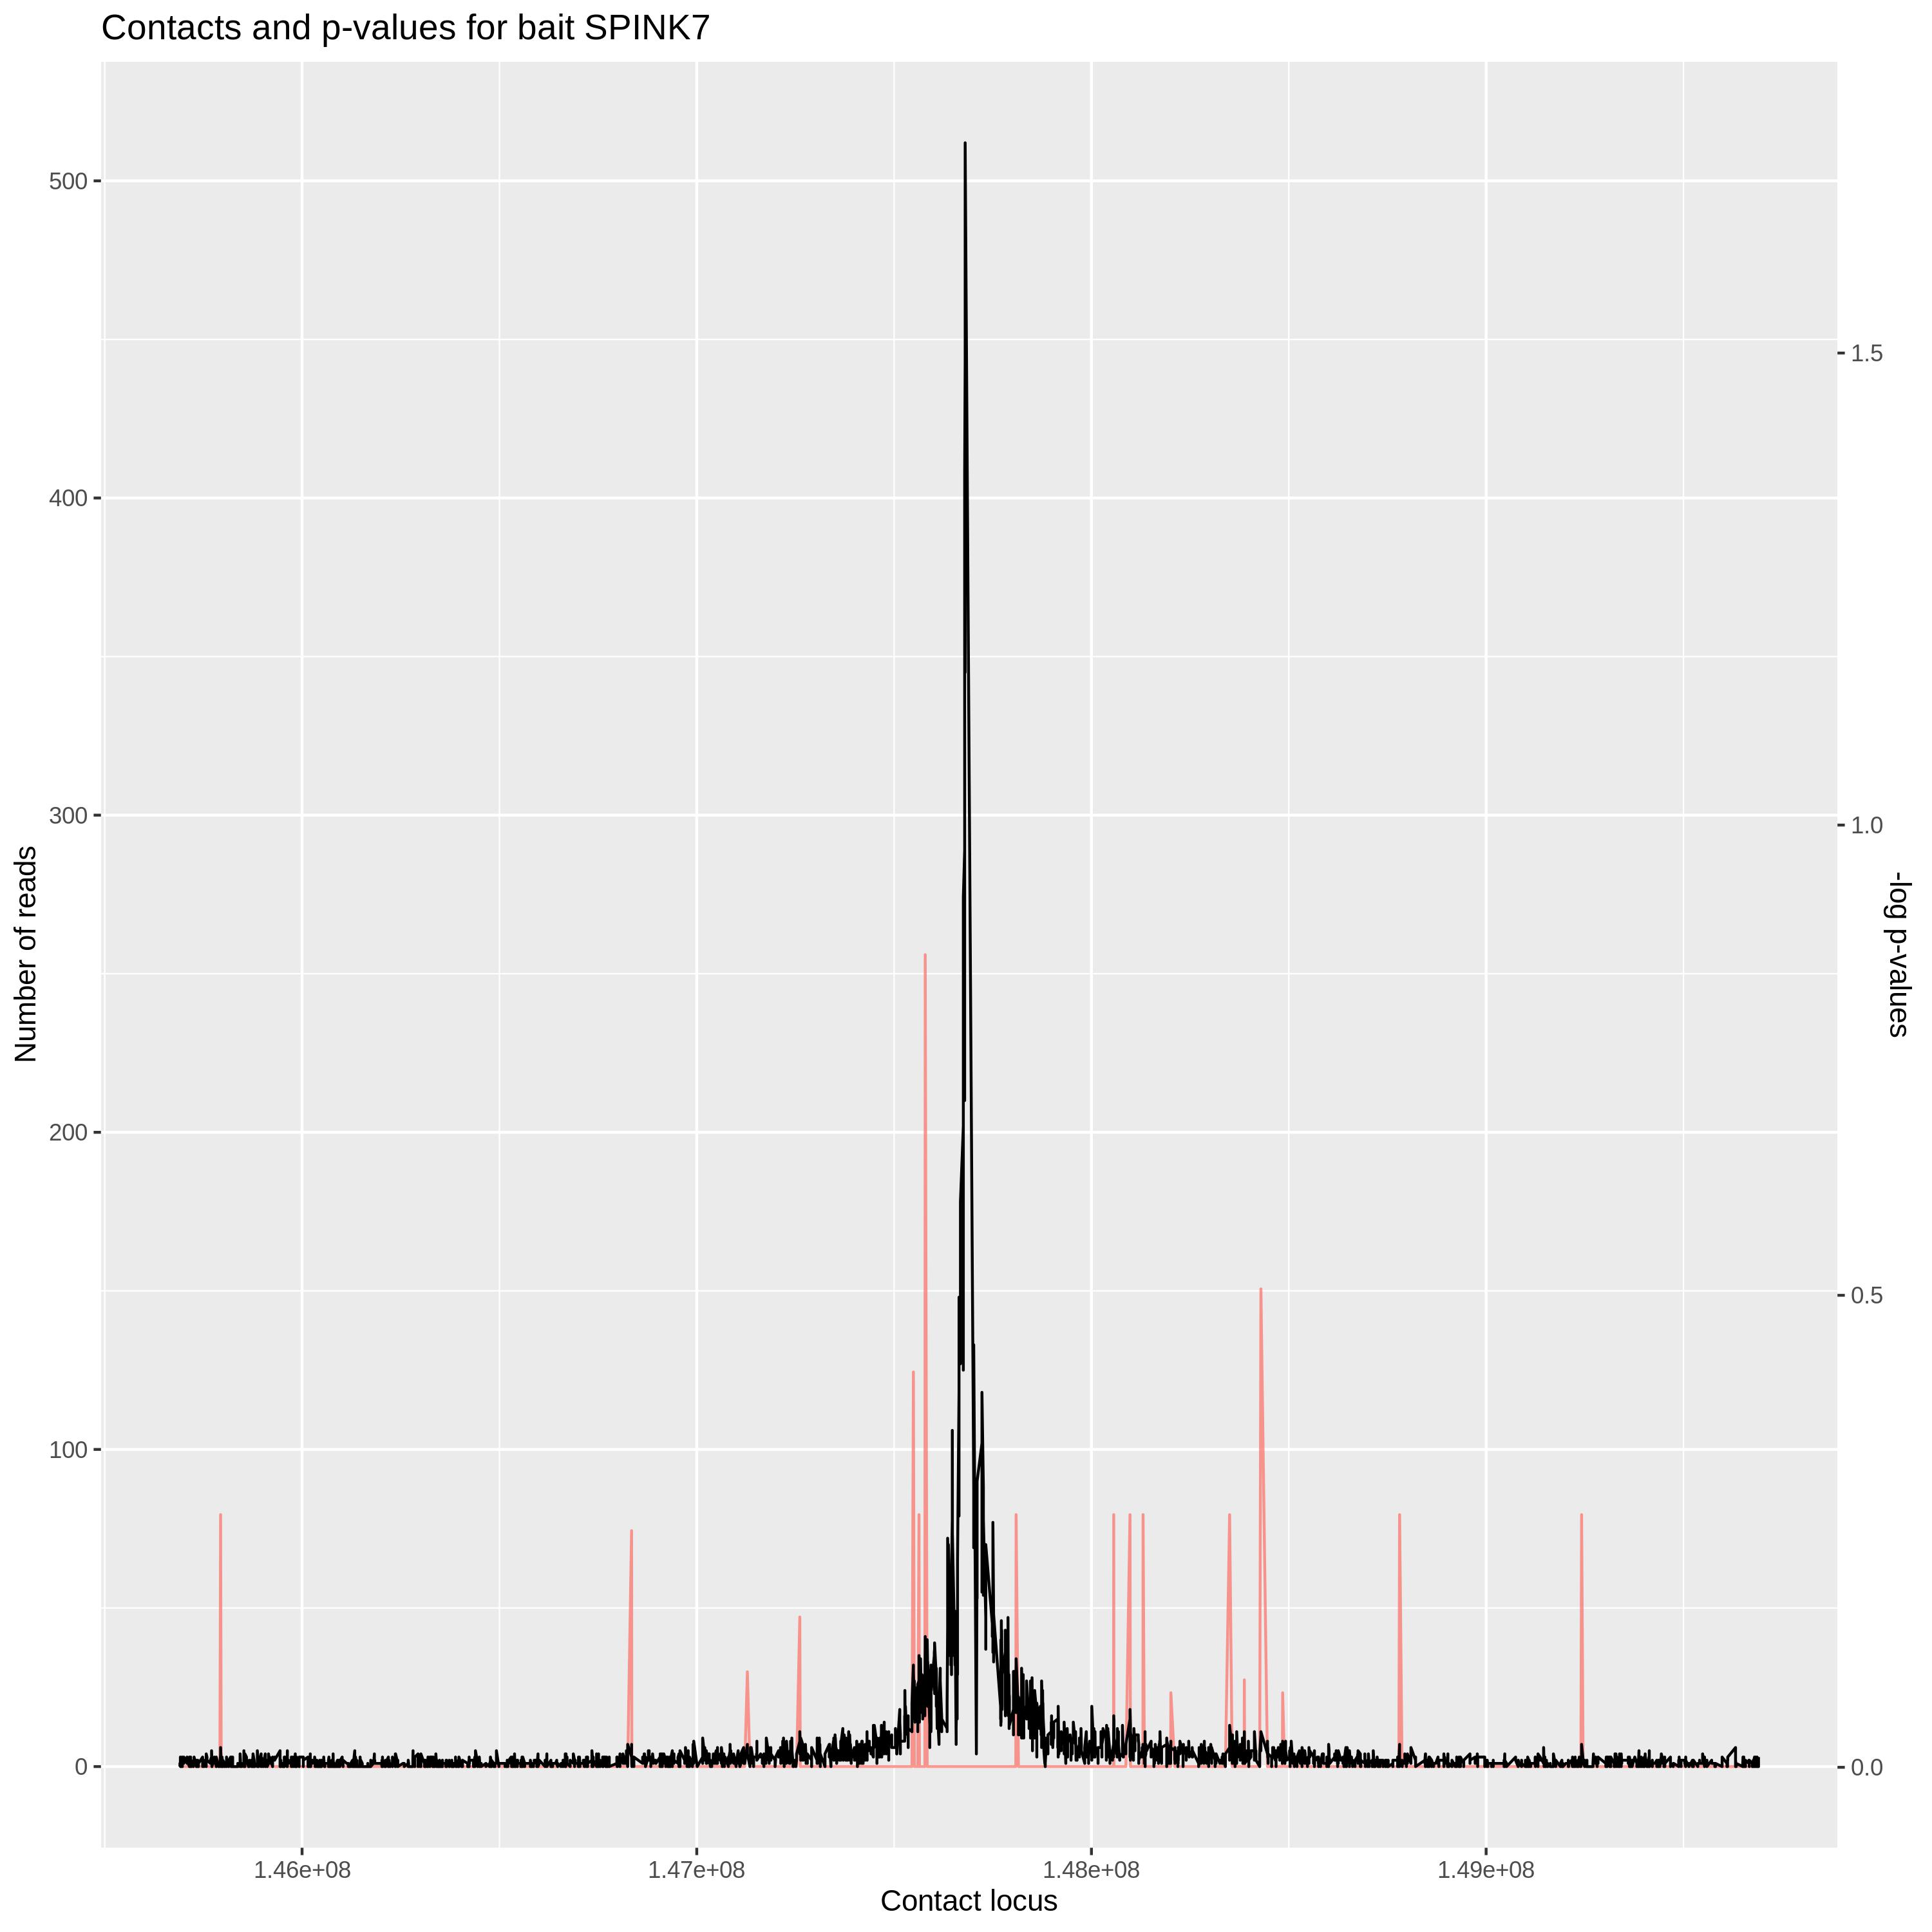 Contacts and p-values for bait SPINK7
500
400
300
200
100
0
Number of reads
1.5
1.0
0.5
0.0
-log p-values
1.46e+08
1.47e+08
1.48e+08
1.49e+08
Contact locus